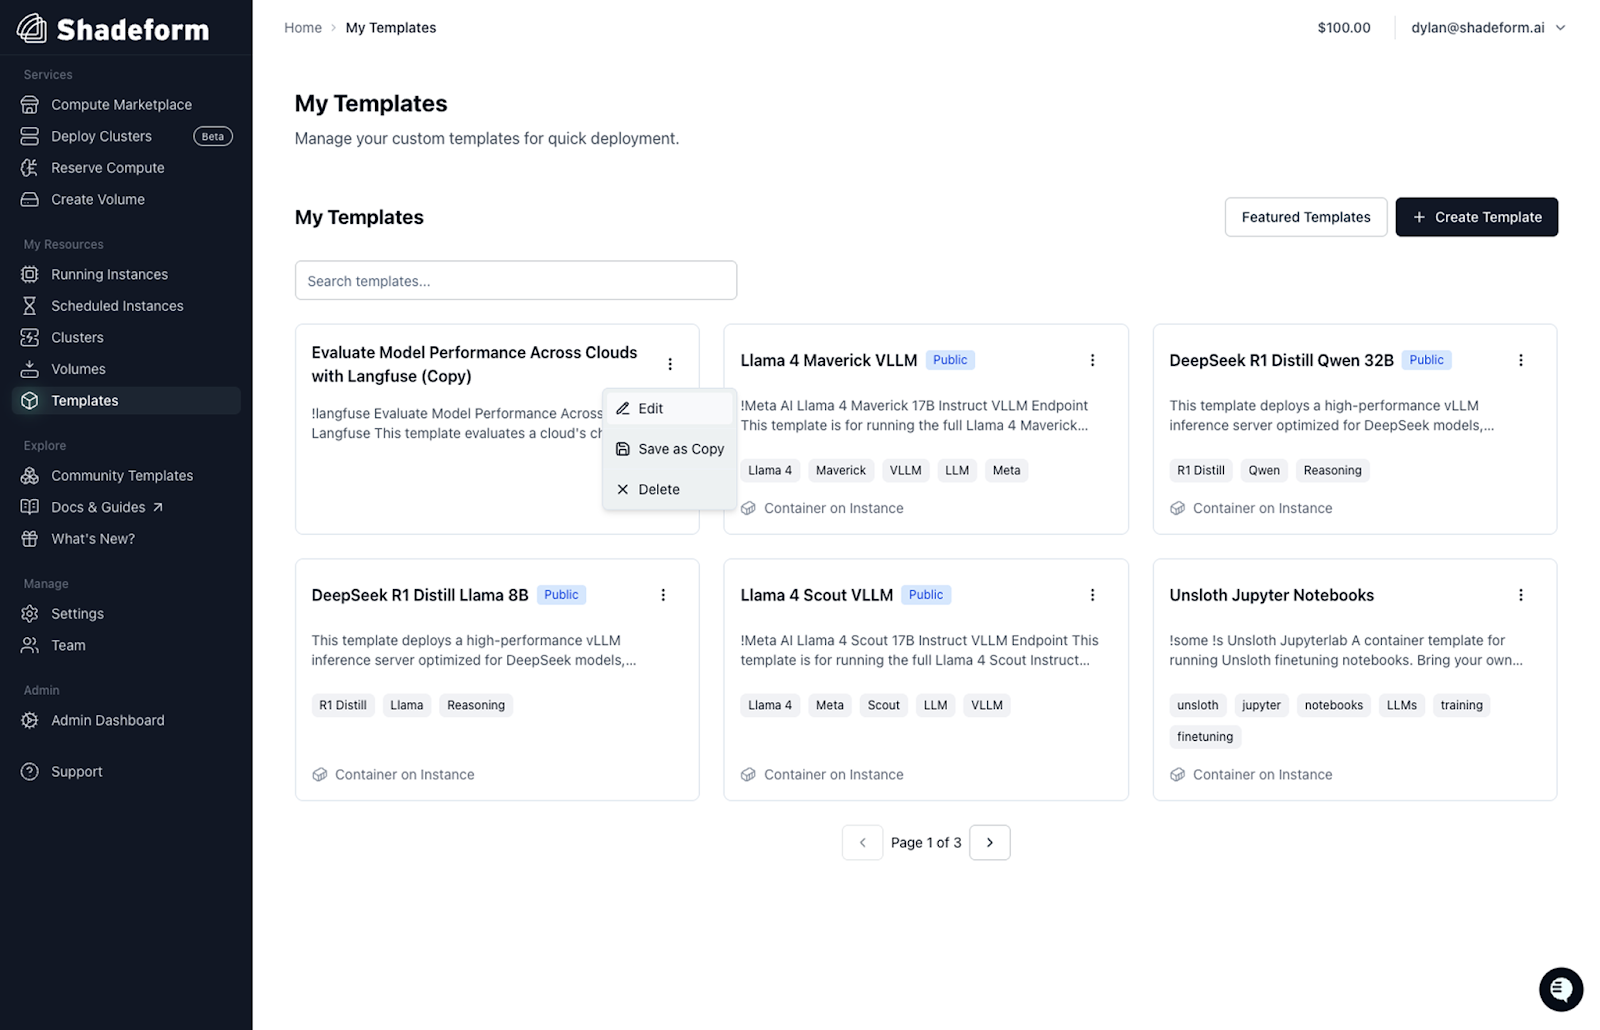 Shadeform
Services
Compute Marketplace
Deploy Clusters Beta
Reserve Compute
Create Volume
My Resources
Running Instances
Scheduled Instances
Clusters
Volumes
Templates
Explore
Community Templates
Docs & Guides ↗
What's New?
Manage
Settings
Team
Admin
Admin Dashboard
Support
Home > My Templates
$100.00 dylan@shadeform.ai
My Templates
Manage your custom templates for quick deployment.
My Templates
Featured Templates
+ Create Template
Search templates...
Evaluate Model Performance Across Clouds
with Langfuse (Copy)
!langfuse Evaluate Model Performance Across
Langfuse This template evaluates a cloud's
Edit
Save as Copy
Delete
Llama 4 Maverick VLLM Public
!Meta AI Llama 4 Maverick 17B Instruct VLLM Endpoint
This template is for running the full Llama 4 Maverick...
Llama 4 Maverick VLLM LLM Meta
Container on Instance
DeepSeek R1 Distill Qwen 32B Public
This template deploys a high-performance vLLM
inference server optimized for DeepSeek models,...
R1 Distill Qwen Reasoning
Container on Instance
DeepSeek R1 Distill Llama 8B Public
This template deploys a high-performance vLLM
inference server optimized for DeepSeek models,...
R1 Distill Llama Reasoning
Container on Instance
Llama 4 Scout VLLM Public
!Meta AI Llama 4 Scout 17B Instruct VLLM Endpoint This
template is for running the full Llama 4 Scout Instruct...
Llama 4 Meta Scout LLM VLLM
Container on Instance
Unsloth Jupyter Notebooks
!some !s Unsloth Jupyterlab A container template for
running Unsloth finetuning notebooks. Bring your own...
unsloth jupyter notebooks LLMs training
finetuning
Container on Instance
< Page 1 of 3 >